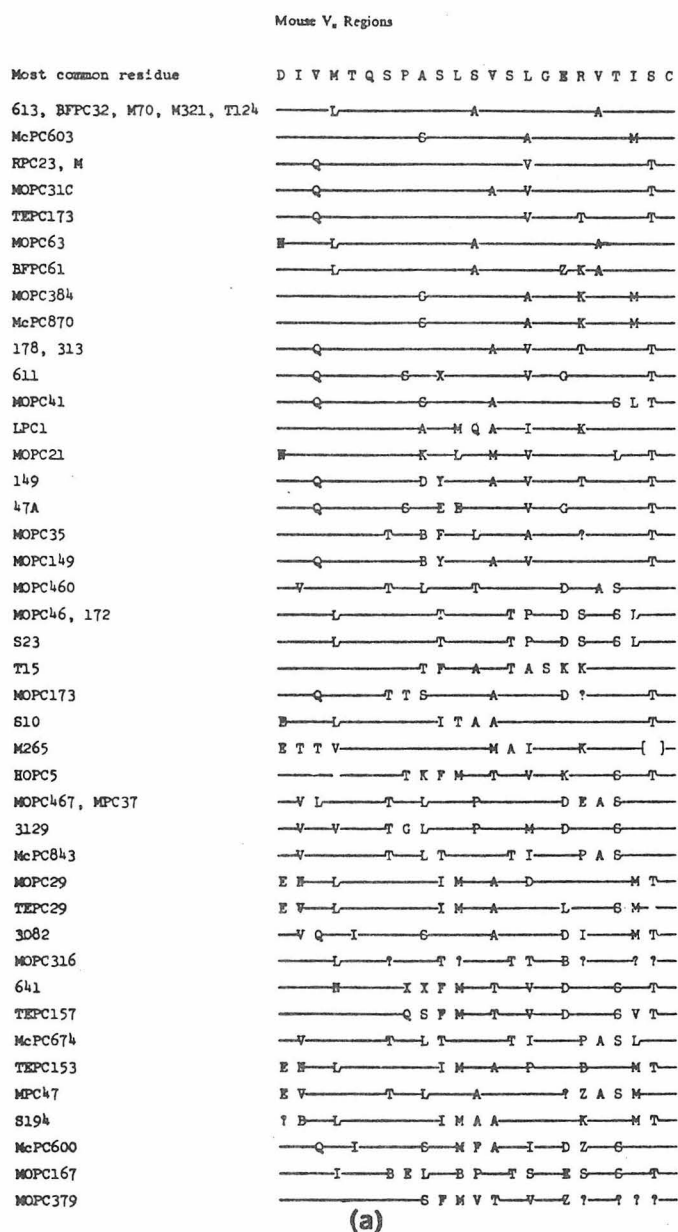 Mouse Vκ Regions
Most common residue D I V M T Q S P A S L S V S L G E R V T I S C
613, BFPC32, M70, M321, T124 L A A
McPC603 S A M
RPC23, M Q V T
MOPC31C Q A V T
TEPC173 Q V T T
MOPC63 N L A A
BFPC61 L A Z K A
MOPC384 G A K M
McPC870 S A K M
178, 313 Q A V T T
611 Q S X V G T
MOPC41 Q S A S L T
LPC1 A M Q A I K
MOPC21 N K L M V L T
149 Q D Y A V T T
47A Q S E E V G T
MOPC35 T B F L A ? T
MOPC149 Q B Y A V T
MOPC460 V T L T D A S
MOPC46, 172 L T T P D S S L
S23 L T T P D S S L
T15 T F A T A S K K
MOPC173 Q T T S A D ? T
S10 L I T A A T
M265 E T T V M A I K [ ]
HOPC5 T K F M T V K S T
MOPC467, MPC37 V L T L P D E A S
3129 V V T G L P M D S
McPC843 V T L T T I P A S
MOPC29 E N L I M A D M T
TEPC29 E V L I M A L S M
3082 V Q I S A D I M T
MOPC316 L ? T ? T T B ? ? ?
641 N X X F M T V D S T
TEPC157 Q S F M T V D S V T
McPC674 V T L T T I P A S L
TEPC153 E N L I M A P B M T
MPC47 E V T L A ? Z A S M
S194 ? B L I M A A K M T
McPC600 Q I S M F A I D Z S
MOPC167 I B E L B P T S E S S T
MOPC379 S F M V T V Z ? ? ? ?
(a)